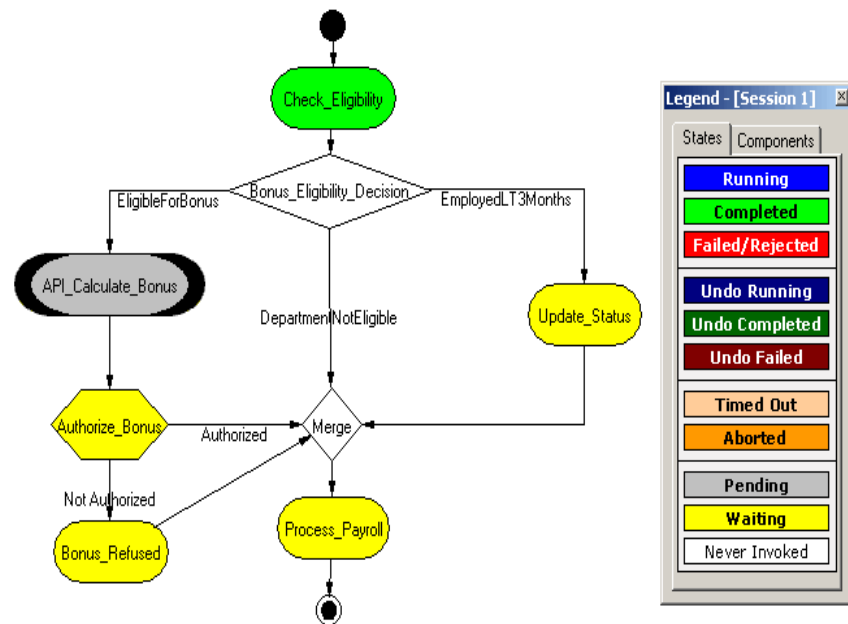 Check_Eligibility
Bonus_Eligibility_Decision
EligibleForBonus
EmployedLT3Months
API_Calculate_Bonus
DepartmentNotEligible
Update_Status
Authorize_Bonus
Authorized
Merge
Not Authorized
Bonus_Refused
Process_Payroll
Legend - [Session 1]
States
Components
Running
Completed
Failed/Rejected
Undo Running
Undo Completed
Undo Failed
Timed Out
Aborted
Pending
Waiting
Never Invoked